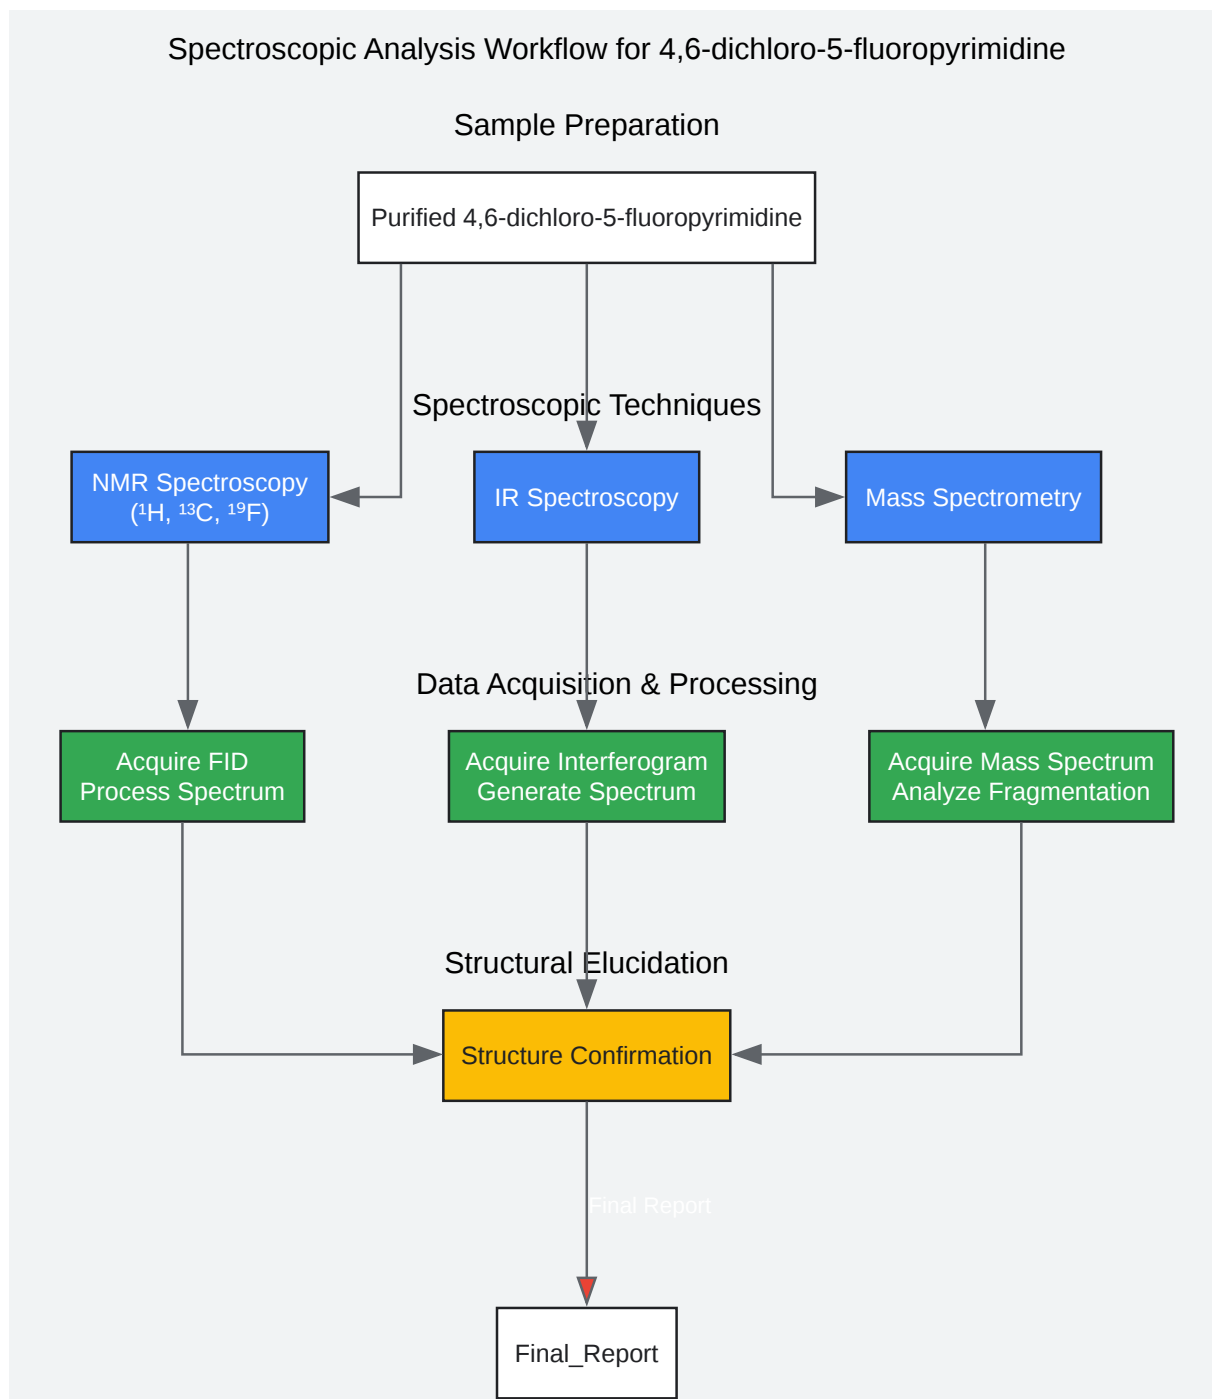 Spectroscopic Analysis Workflow for 4,6-dichloro-5-fluoropyrimidine
Sample Preparation
Purified 4,6-dichloro-5-fluoropyrimidine
Spectroscopic Techniques
NMR Spectroscopy
(¹H, ¹³C, ¹⁹F)
IR Spectroscopy
Mass Spectrometry
Data Acquisition & Processing
Acquire FID
Process Spectrum
Acquire Interferogram
Generate Spectrum
Acquire Mass Spectrum
Analyze Fragmentation
Structural Elucidation
Structure Confirmation
Final Report
Final_Report